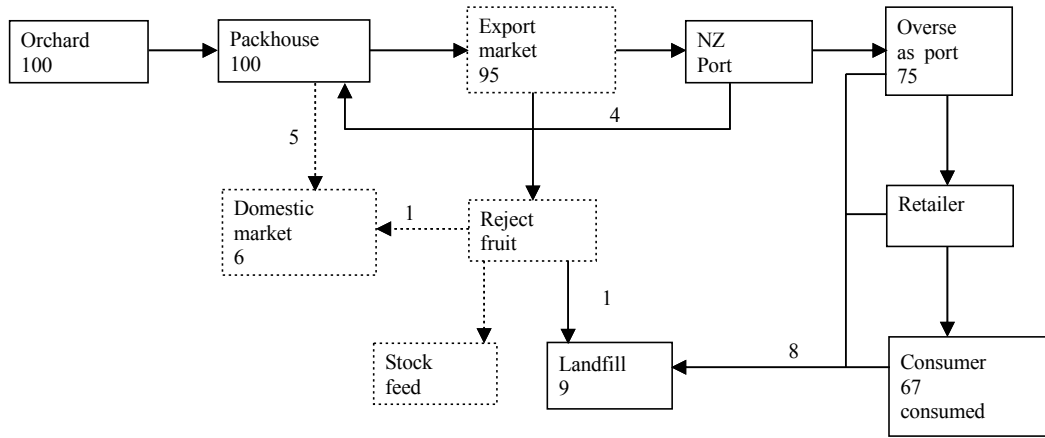 Orchard
100
Packhouse
100
Export
market
95
NZ
Port
Overse
as port
75
4
5
Domestic
market
6
1
Reject
fruit
Retailer
1
Stock
feed
Landfill
9
8
Consumer
67
consumed